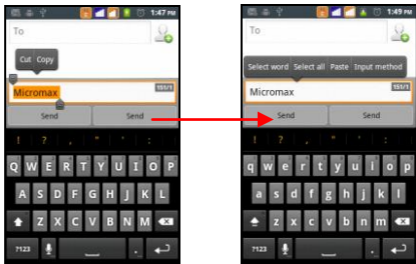 1:47 PM
To
Cut Copy
Micromax
151/1
Send Send
! ? , " ' :
Q W E R T Y U I O P
A S D F G H J K L
Z X C V B N M
?123 .
1:49 PM
To
Select word Select all Paste Input method
Micromax
151/1
Send Send
! ? , " ' :
q w e r t y u i o p
a s d f g h j k l
z x c v b n m
?123 .